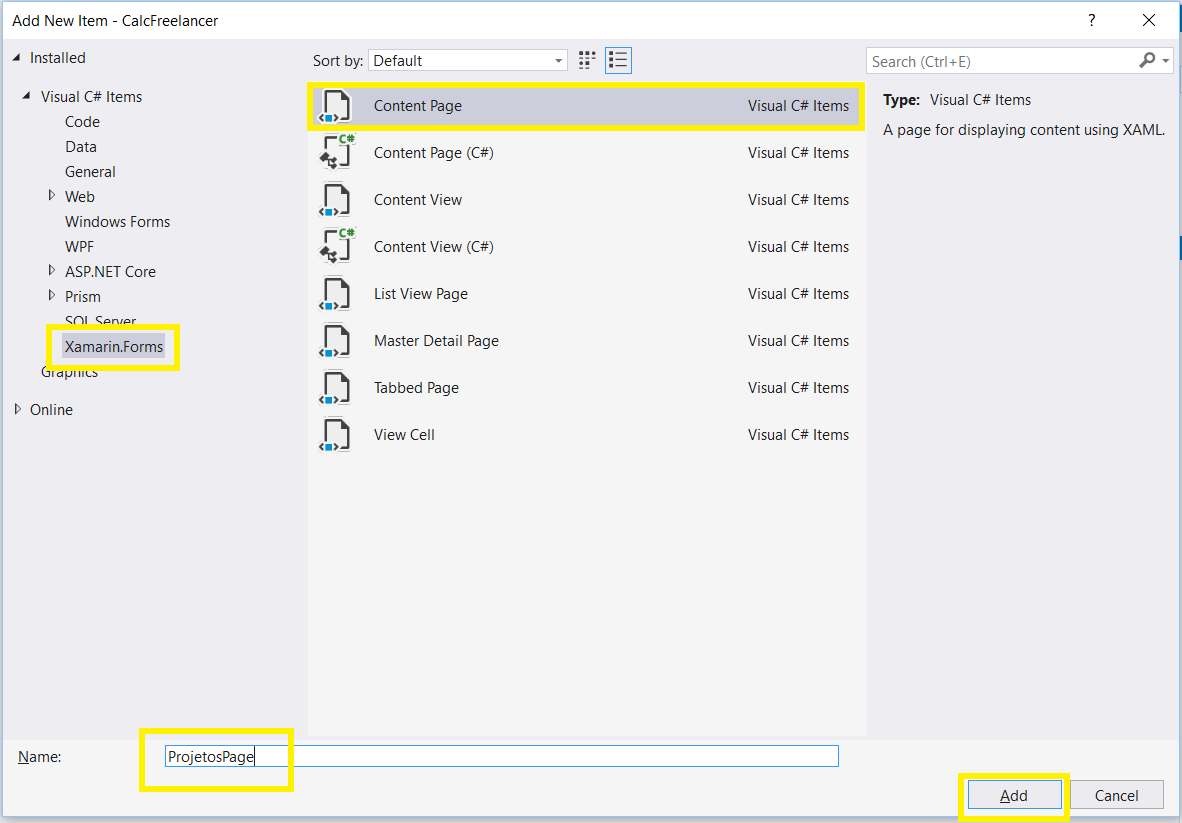 Add New Item - CalcFreelancer
?
Installed
Sort by: Default
Search (Ctrl+E)
Visual C# Items
Code
Data
General
Web
Windows Forms
WPF
ASP.NET Core
Prism
SQL Server
Xamarin.Forms
Graphics
Online
Content Page Visual C# Items
C#
Content Page (C#) Visual C# Items
Content View Visual C# Items
C#
Content View (C#) Visual C# Items
List View Page Visual C# Items
Master Detail Page Visual C# Items
Tabbed Page Visual C# Items
View Cell Visual C# Items
Type: Visual C# Items
A page for displaying content using XAML.
Name: ProjetosPage
Add Cancel